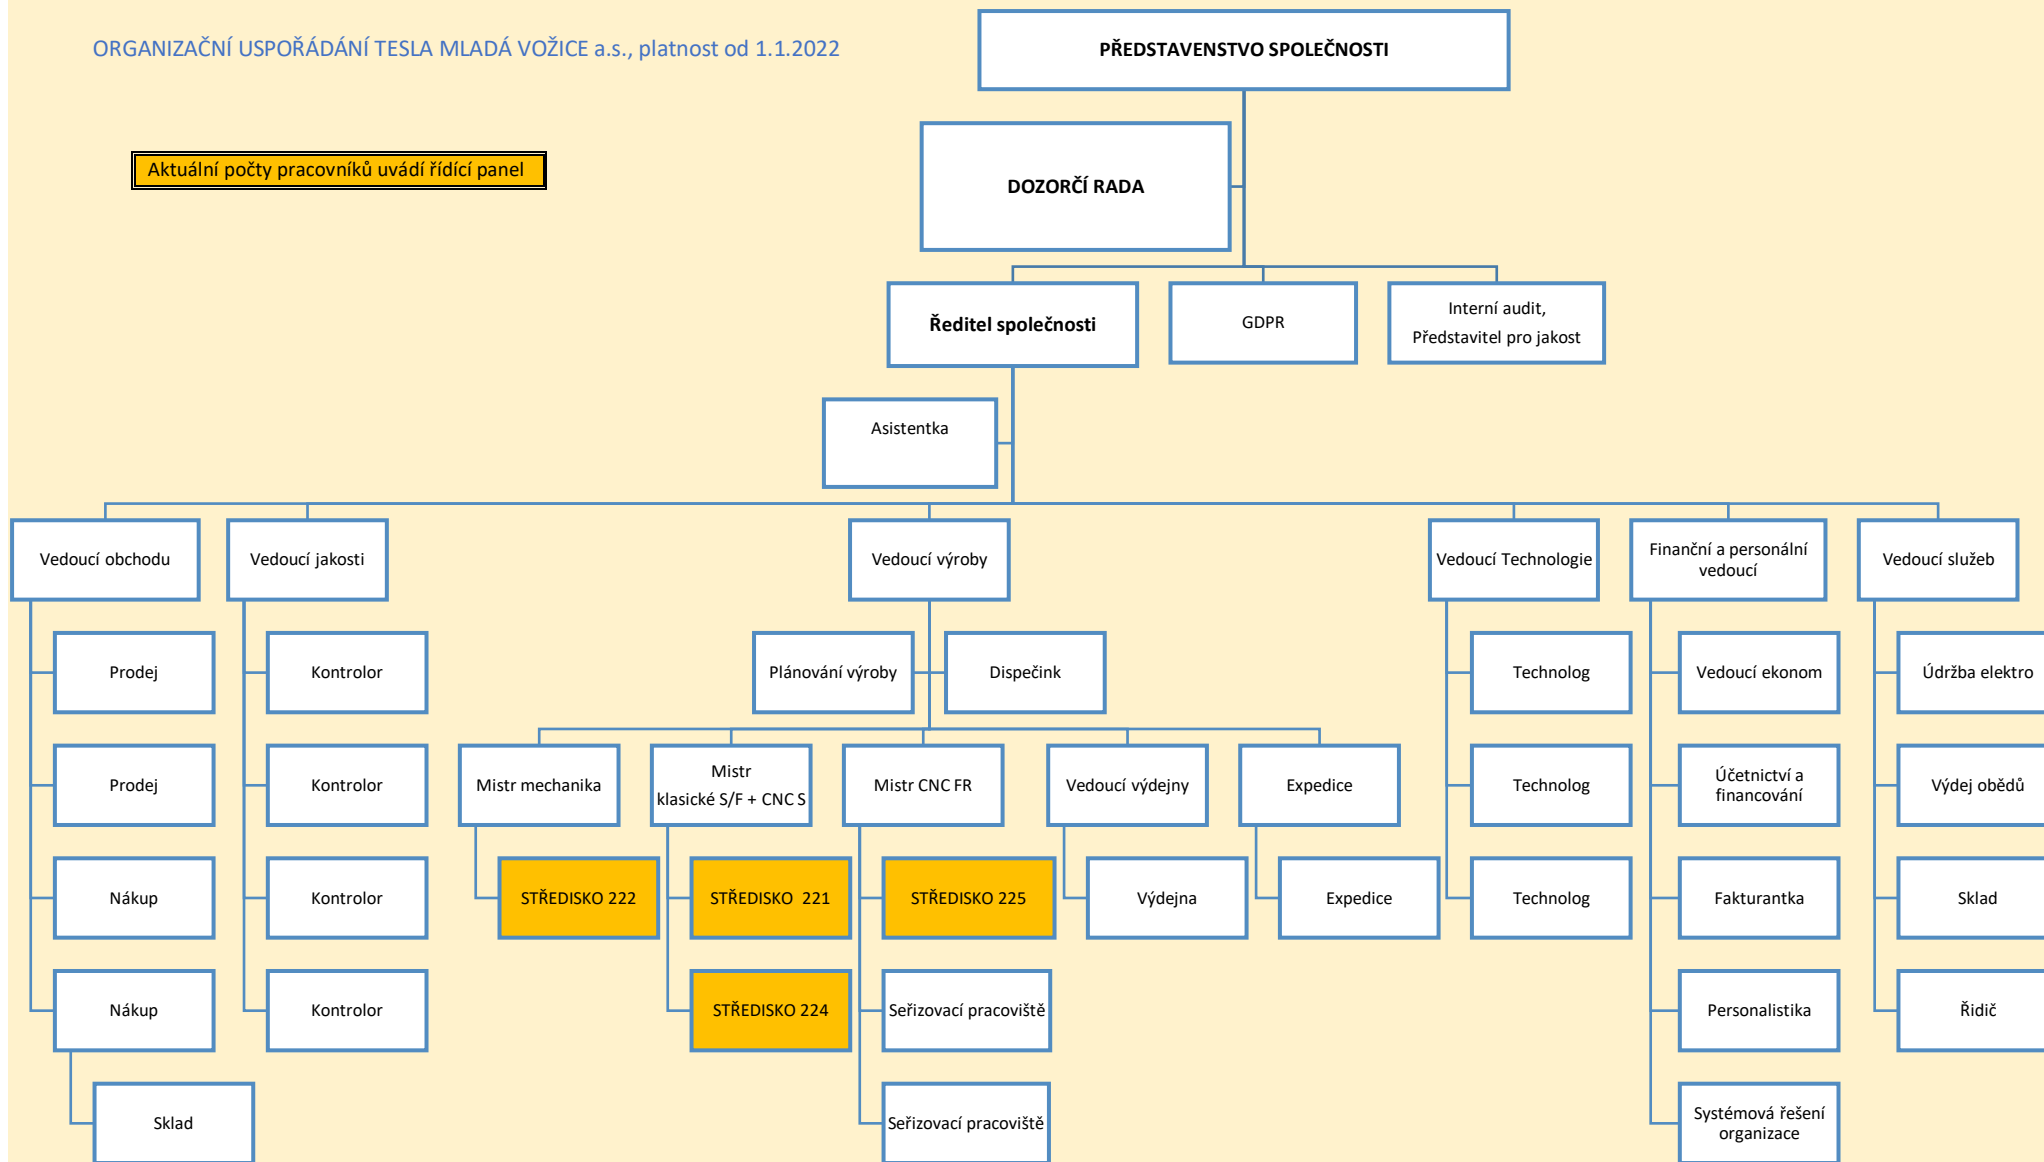 ORGANIZAČNÍ USPOŘÁDÁNÍ TESLA MLADÁ VOŽICE a.s., platnost od 1.1.2022
PŘEDSTAVENSTVO SPOLEČNOSTI
Aktuální počty pracovníků uvádí řídící panel
DOZORČÍ RADA
Ředitel společnosti
GDPR
Interní audit,
Představitel pro jakost
Asistentka
Vedoucí obchodu
Vedoucí jakosti
Vedoucí výroby
Vedoucí Technologie
Finanční a personální
vedoucí
Vedoucí služeb
Prodej
Kontrolor
Plánování výroby
Dispečink
Technolog
Vedoucí ekonom
Údržba elektro
Prodej
Kontrolor
Mistr mechanika
Mistr
klasické S/F + CNC S
Mistr CNC FR
Vedoucí výdejny
Expedice
Technolog
Účetnictví a
financování
Výdej obědů
Nákup
Kontrolor
STŘEDISKO 222
STŘEDISKO 221
STŘEDISKO 225
Výdejna
Expedice
Technolog
Fakturantka
Sklad
Nákup
Kontrolor
STŘEDISKO 224
Seřizovací pracoviště
Personalistika
Řidič
Sklad
Seřizovací pracoviště
Systémová řešení
organizace